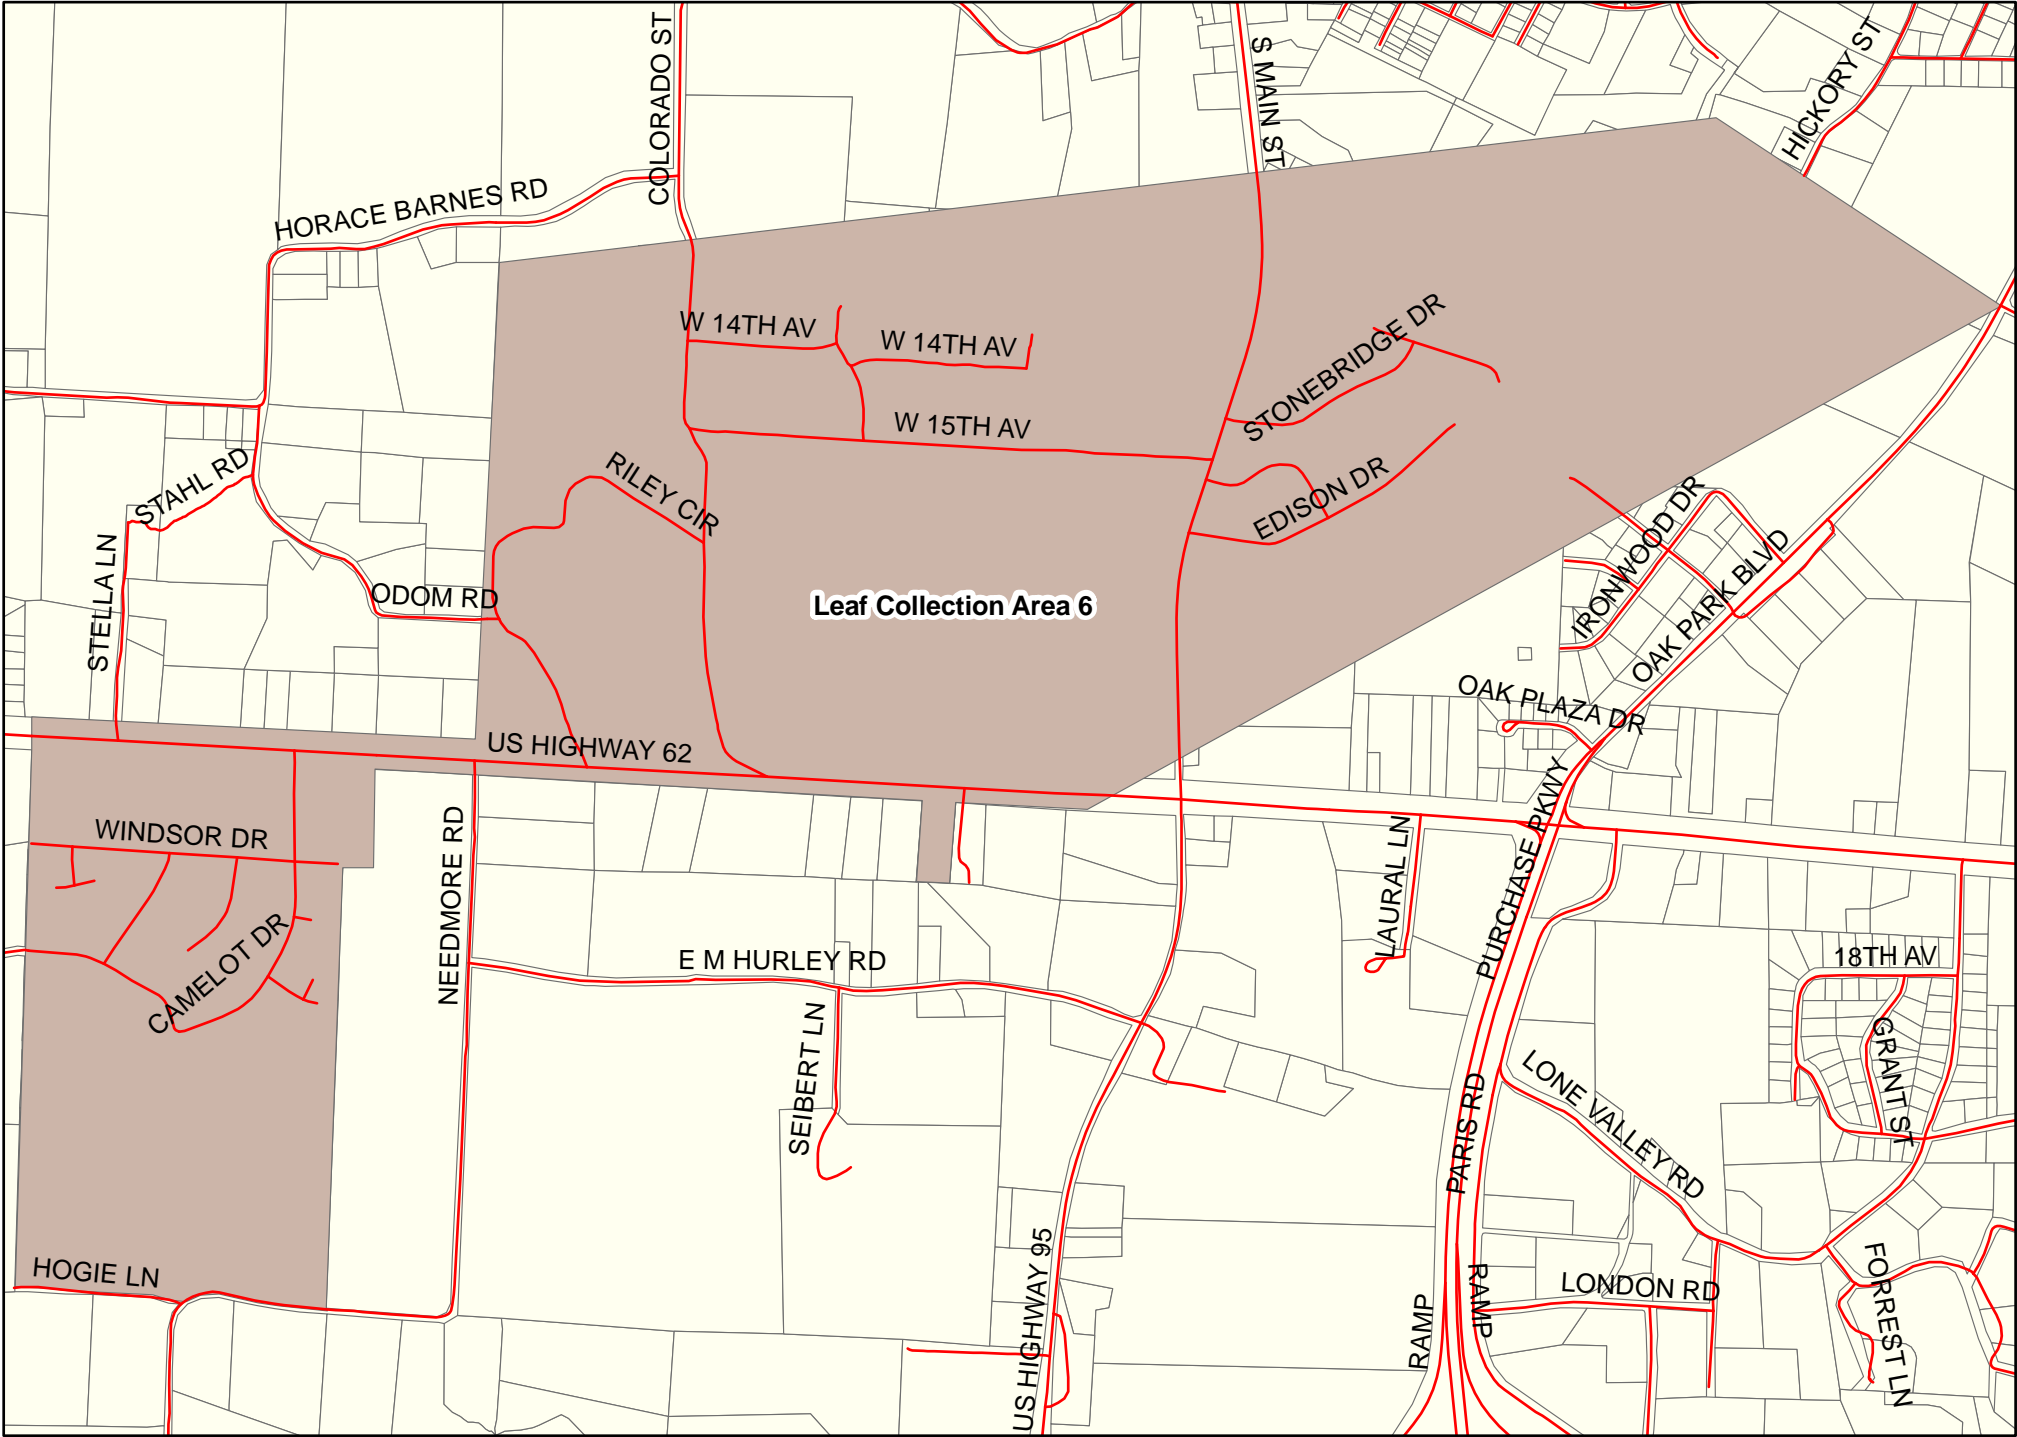 COLORADO ST
S MAIN ST
HICKORY ST
HORACE BARNES RD
W 14TH AV
W 14TH AV
STONEBRIDGE DR
W 15TH AV
RILEY CIR
EDISON DR
STAHL RD
IRONWOOD DR
STELLA LN
ODOM RD
Leaf Collection Area 6
OAK PARK BLVD
OAK PLAZA DR
US HIGHWAY 62
WINDSOR DR
NEEDMORE RD
LAURAL LN
PURCHASE PKWY
CAMELOT DR
E M HURLEY RD
18TH AV
SEIBERT LN
GRANT ST
LONE VALLEY RD
PARIS RD
HOGIE LN
US HIGHWAY 95
RAMP
RAMP
LONDON RD
FORREST LN